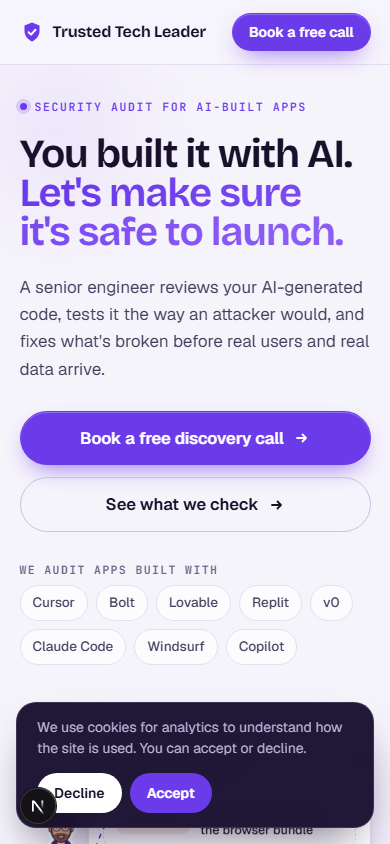 Trusted Tech Leader
Book a free call
SECURITY AUDIT FOR AI-BUILT APPS
You built it with AI.
Let's make sure
it's safe to launch.
A senior engineer reviews your AI-generated
code, tests it the way an attacker would, and
fixes what's broken before real users and real
data arrive.
Book a free discovery call →
See what we check →
WE AUDIT APPS BUILT WITH
Cursor Bolt Lovable Replit v0
Claude Code Windsurf Copilot
We use cookies for analytics to understand how
the site is used. You can accept or decline.
N
Decline Accept
the browser bundle